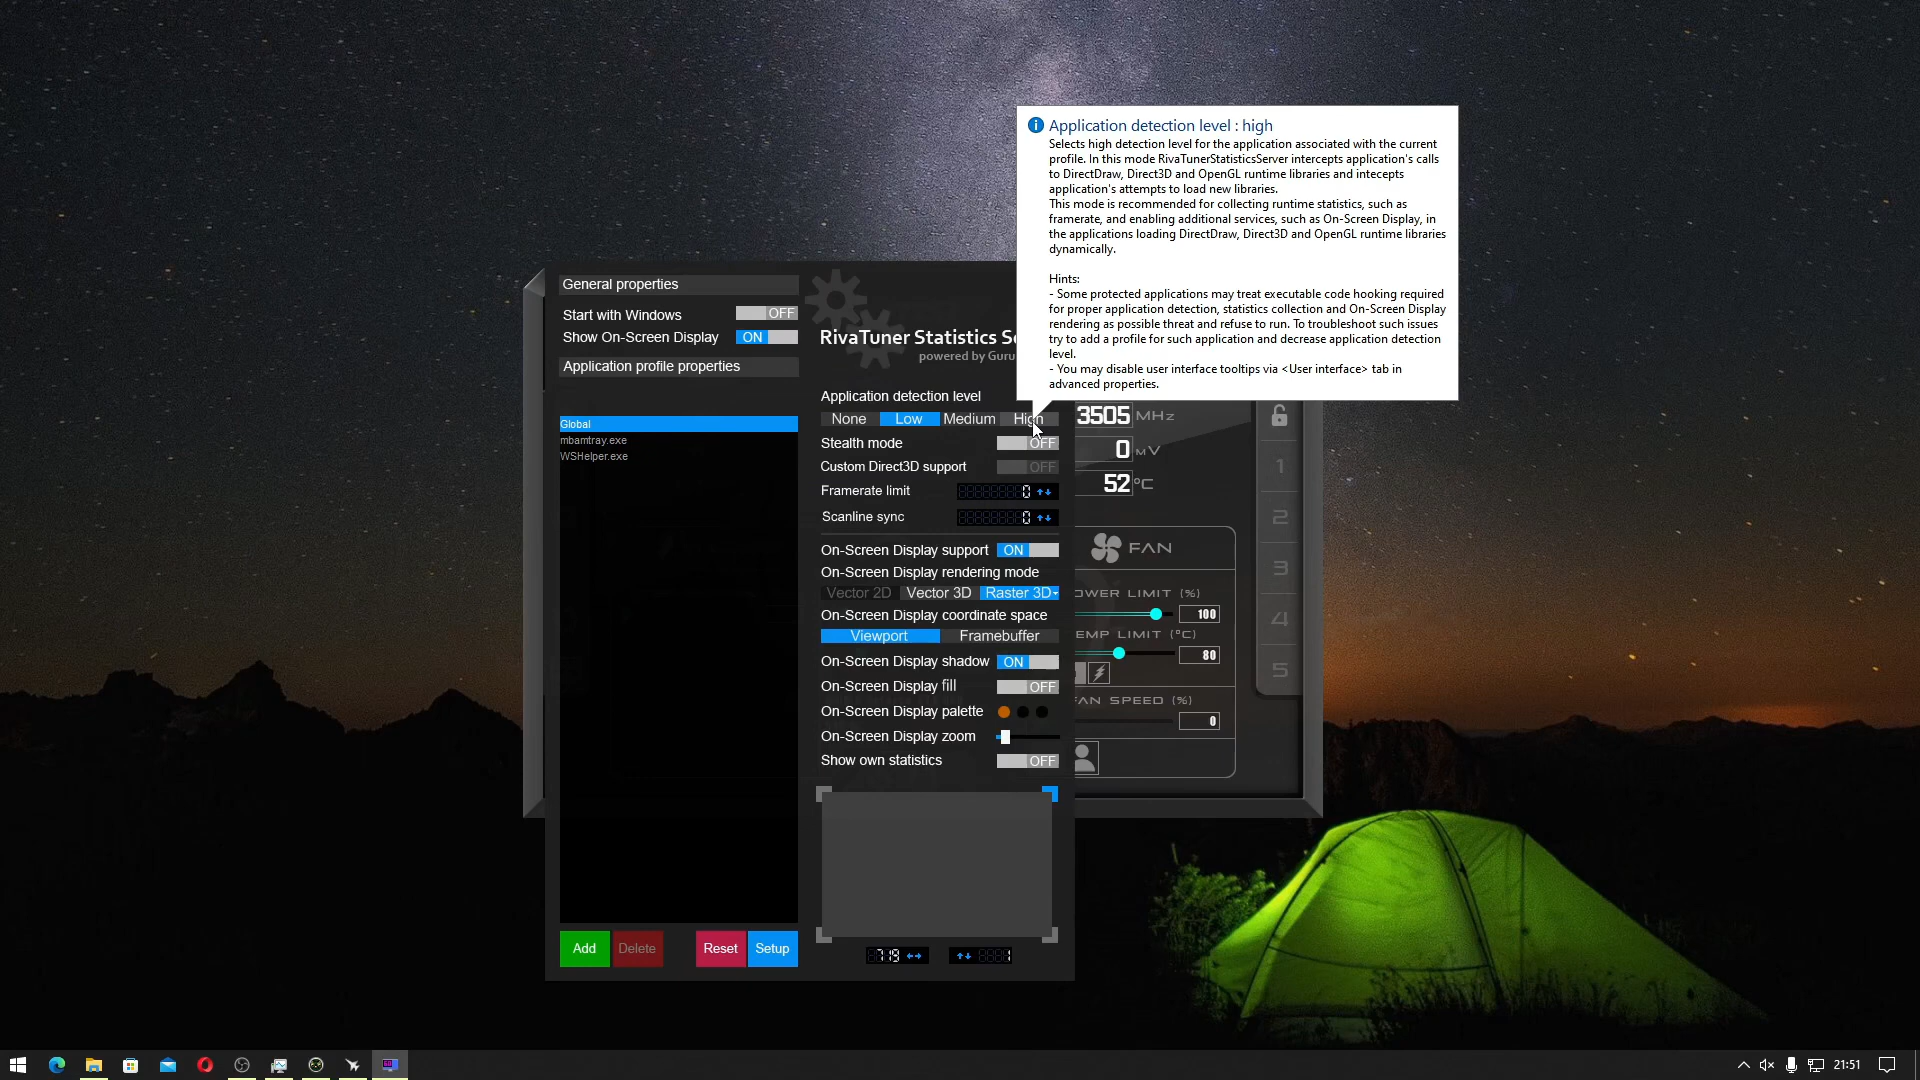 Application detection level : high
Selects high detection level for the application associated with the current
profile. In this mode RivaTunerStatisticsServer intercepts application's calls
to DirectDraw, Direct3D and OpenGL runtime libraries and intecepts
application's attempts to load new libraries.
This mode is recommended for collecting runtime statistics, such as
framerate, and enabling additional services, such as On-Screen Display, in
the applications loading DirectDraw, Direct3D and OpenGL runtime libraries
dynamically.
Hints:
- Some protected applications may treat executable code hooking required
for proper application detection, statistics collection and On-Screen Display
rendering as possible threat and refuse to run. To troubleshoot such issues
try to add a profile for such application and decrease application detection
level.
- You may disable user interface tooltips via <User interface> tab in
advanced properties.
General properties
Start with Windows OFF
Show On-Screen Display ON
Application profile properties
Global
mbamtray.exe
WSHelper.exe
Add Delete Reset Setup
RivaTuner Statistics
powered by Guru
Application detection level
None Low Medium High
Stealth mode OFF
Custom Direct3D support OFF
Framerate limit 0
Scanline sync 0
On-Screen Display support ON
On-Screen Display rendering mode
Vector 2D Vector 3D Raster 3D
On-Screen Display coordinate space
Viewport Framebuffer
On-Screen Display shadow ON
On-Screen Display fill OFF
On-Screen Display palette
On-Screen Display zoom
Show own statistics OFF
719 1
3505 MHz
0 MV
52 °C
FAN
OWER LIMIT (%)
100
EMP LIMIT (°C)
80
FAN SPEED (%)
0
1
2
3
4
5
21:51